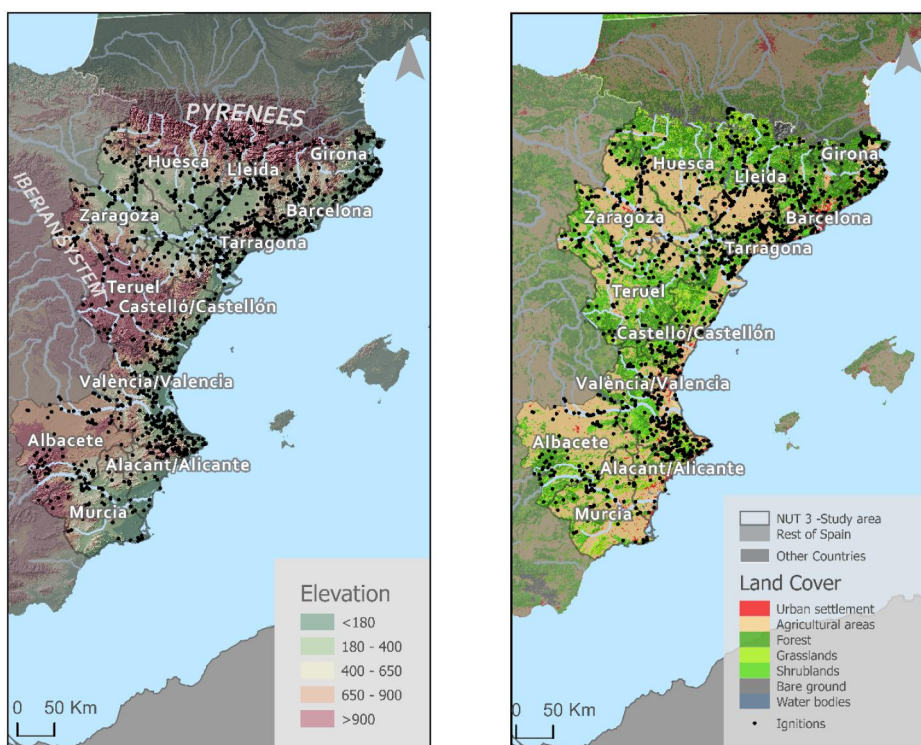 N
PYRENEES
Huesca
Girona
Lleida
IBERIAN SYSTEM
Zaragoza
Barcelona
Tarragona
Teruel
Castelló/Castellón
València/Valencia
Albacete
Alacant/Alicante
Murcia
Elevation
<180
180 - 400
400 - 650
650 - 900
>900
0 50 Km
N
Huesca
Girona
Lleida
Zaragoza
Barcelona
Tarragona
Teruel
Castelló/Castellón
València/Valencia
Albacete
Alacant/Alicante
Murcia
NUT 3 -Study area
Rest of Spain
Other Countries
Land Cover
Urban settlement
Agricultural areas
Forest
Grasslands
Shrublands
Bare ground
Water bodies
Ignitions
0 50 Km